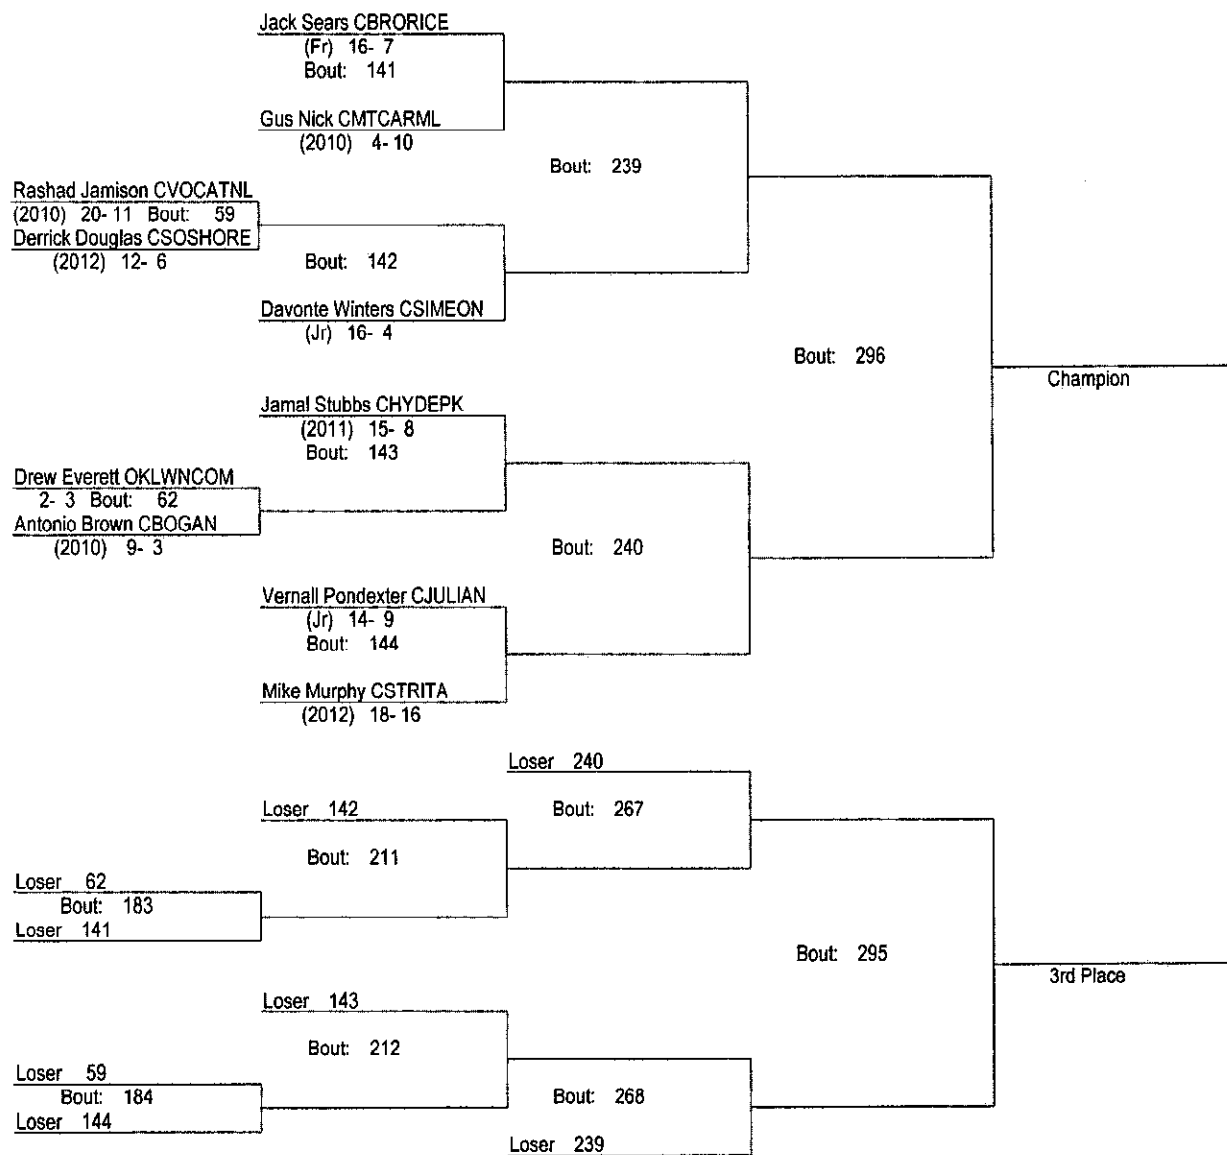 Jack Sears CBRORICE
(Fr) 16- 7
Bout: 141
Gus Nick CMTCARML
(2010) 4- 10
Bout: 239
Rashad Jamison CVOCATNL
(2010) 20- 11 Bout: 59
Derrick Douglas CSOSHORE
(2012) 12- 6
Bout: 142
Davonte Winters CSIMEON
(Jr) 16- 4
Bout: 296
Champion
Jamal Stubbs CHYDEPK
(2011) 15- 8
Bout: 143
Drew Everett OKLWNCOM
2- 3 Bout: 62
Antonio Brown CBOGAN
(2010) 9- 3
Bout: 240
Vernall Pondexter CJULIAN
(Jr) 14- 9
Bout: 144
Mike Murphy CSTRITA
(2012) 18- 16
Loser 240
Loser 142
Bout: 267
Bout: 211
Loser 62
Bout: 183
Loser 141
Bout: 295
3rd Place
Loser 143
Bout: 212
Loser 59
Bout: 184
Loser 144
Bout: 268
Loser 239